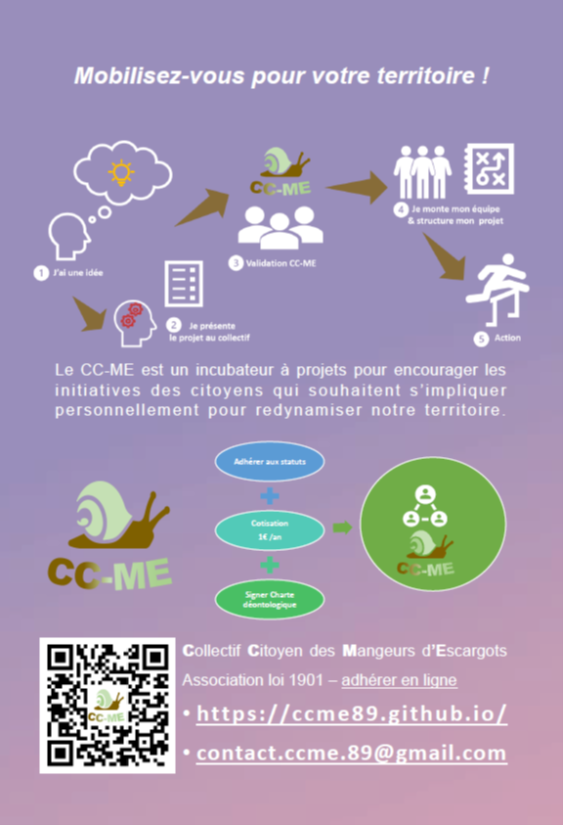 Mobilisez-vous pour votre territoire !
CC-ME
1 J'ai une idée
2 Je présente
le projet au collectif
3 Validation CC-ME
4 Je monte mon équipe
& structure mon projet
5 Action
Le CC-ME est un incubateur à projets pour encourager les
initiatives des citoyens qui souhaitent s'impliquer
personnellement pour redynamiser notre territoire.
CC-ME
Adhérer aux statuts
Cotisation
1€ /an
Signer Charte
déontologique
CC-ME
CC-ME
Collectif Citoyen des Mangeurs d'Escargots
Association loi 1901 – adhérer en ligne
• https://ccme89.github.io/
• contact.ccme.89@gmail.com